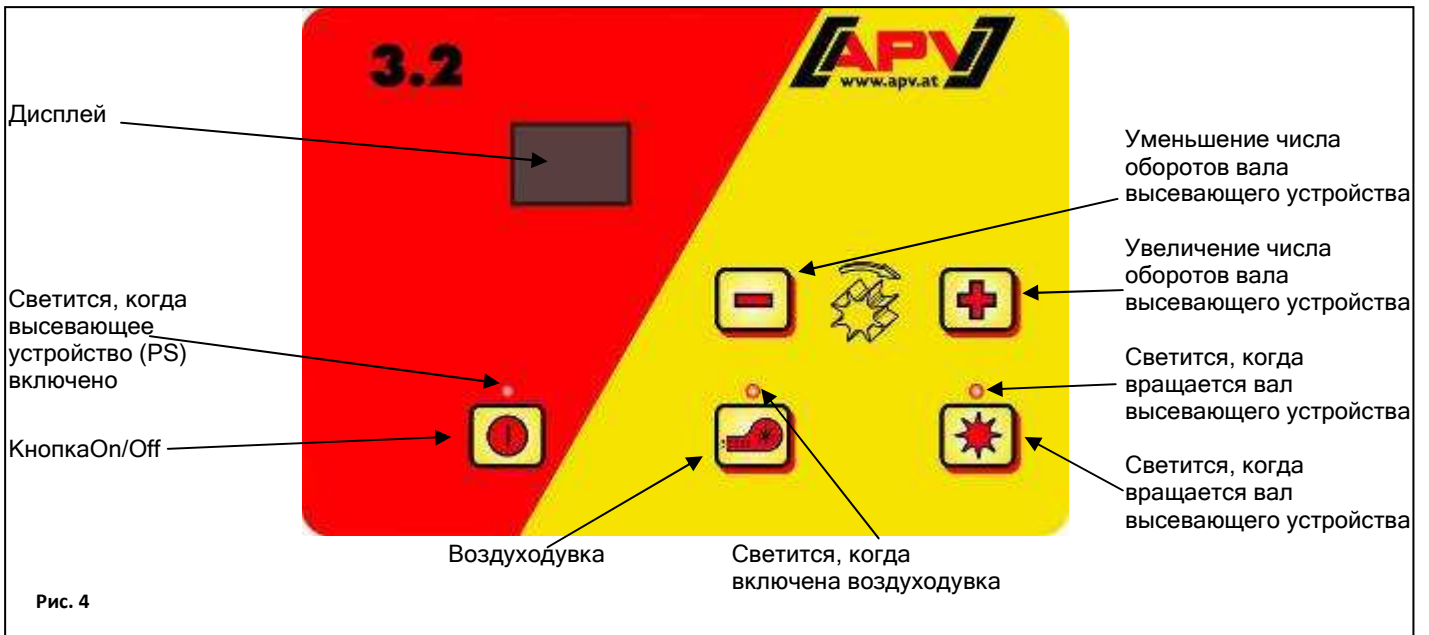 3.2
APV
www.apv.at
Дисплей
Уменьшение числа
оборотов вала
высевающего устройства
Увеличение числа
оборотов вала
высевающего устройства
Светится, когда
высевающее
устройство (PS)
включено
Светится, когда
вращается вал
высевающего устройства
КнопкаOn/Off
Светится, когда
вращается вал
высевающего устройства
Воздуходувка
Светится, когда
включена воздуходувка
Рис. 4